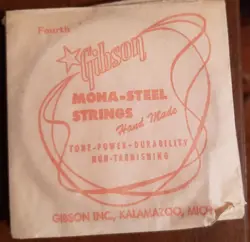 Fourth
Gibson
MONA-STEEL
STRINGS
Hand Made
TONE-POWER-DURABILITY
NON-TARNISHING
GIBSON INC., KALAMAZOO, MICH